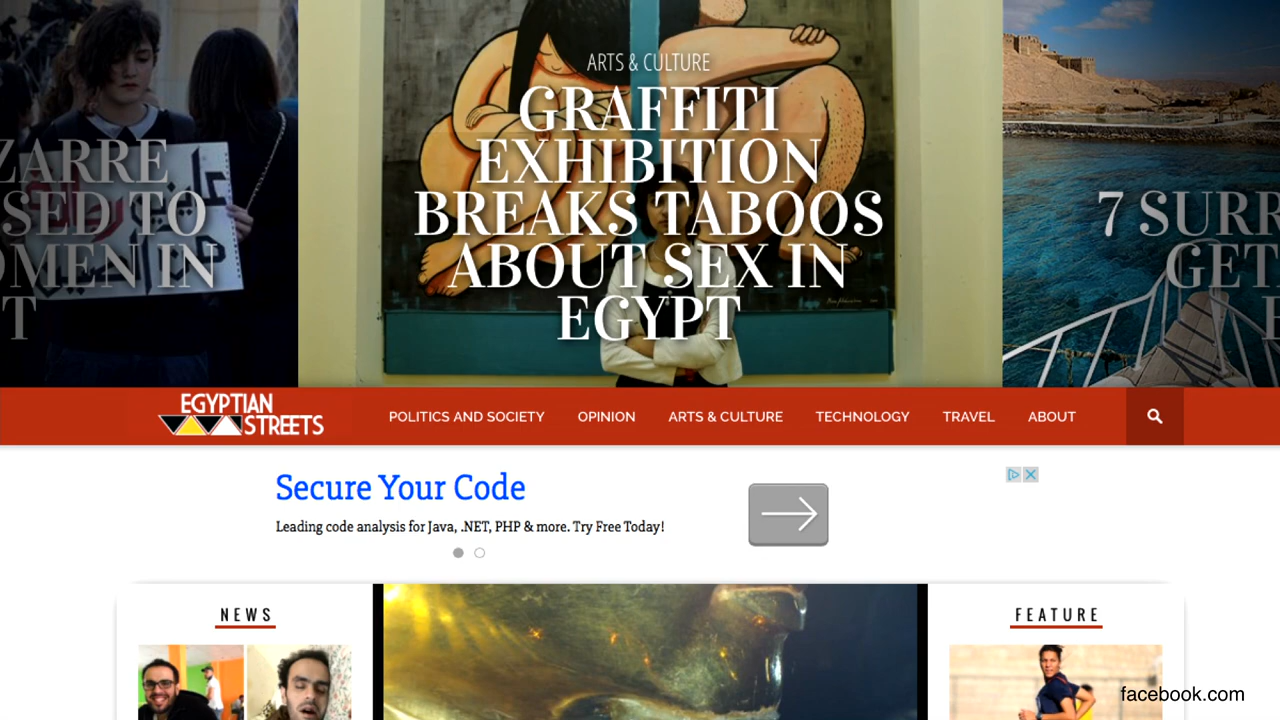 ARTS & CULTURE
GRAFFITI
EXHIBITION
BREAKS TABOOS
ABOUT SEX IN
EGYPT
ZARRE
SED TO
OMEN IN
T
7 SURR
GET
EGYPTIAN
STREETS
POLITICS AND SOCIETY
OPINION
ARTS & CULTURE
TECHNOLOGY
TRAVEL
ABOUT
Secure Your Code
Leading code analysis for Java, .NET, PHP & more. Try Free Today!
NEWS
FEATURE
facebook.com